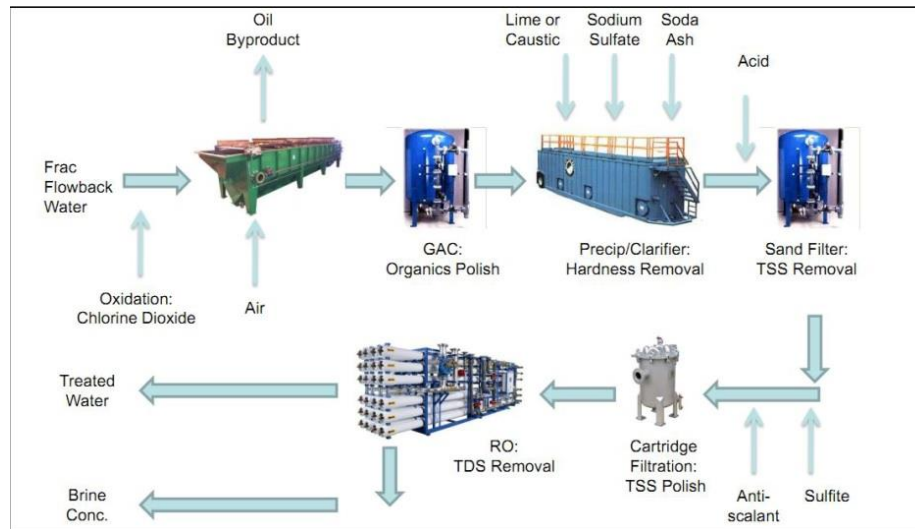 Oil
Byproduct
Lime or
Caustic
Sodium
Sulfate
Soda
Ash
Acid
Frac
Flowback
Water
GAC:
Organics Polish
Precip/Clarifier:
Hardness Removal
Sand Filter:
TSS Removal
Oxidation:
Chlorine Dioxide
Air
Treated
Water
RO:
TDS Removal
Cartridge
Filtration:
TSS Polish
Anti-
scalant
Sulfite
Brine
Conc.